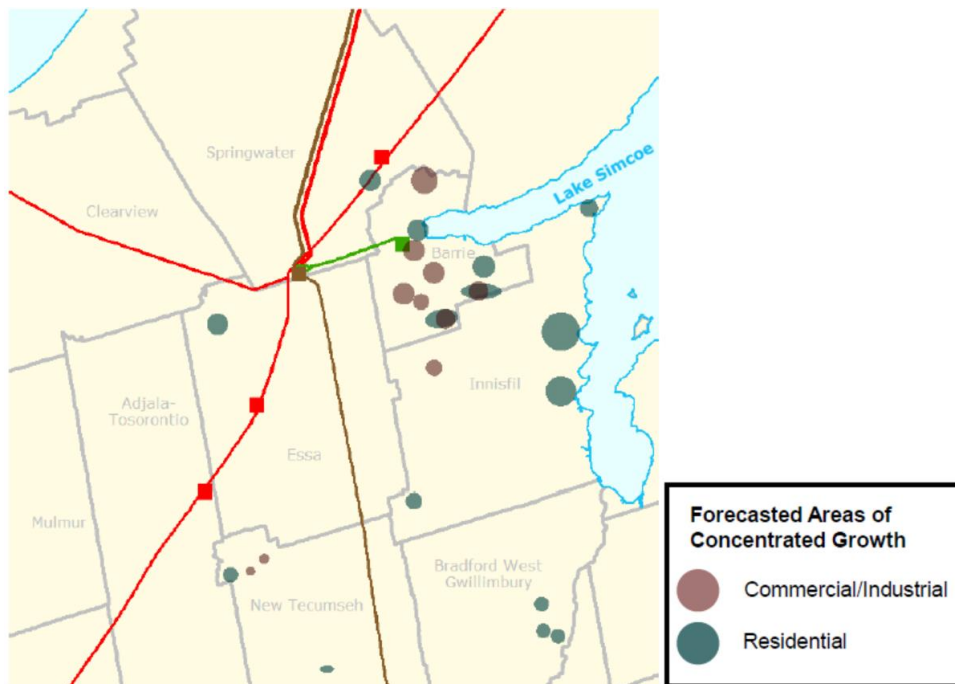 Springwater
Lake Simcoe
Clearview
Barrie
Adjala-
Tosorontio
Innisfil
Essa
Mulmur
Bradford West
Gwillimbury
New Tecumseh
Forecasted Areas of
Concentrated Growth
Commercial/Industrial
Residential